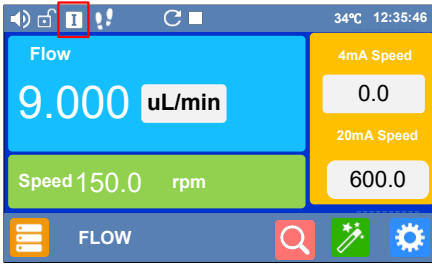 I 34℃ 12:35:46
Flow
9.000 uL/min
Speed 150.0 rpm
4mA Speed
0.0
20mA Speed
600.0
FLOW